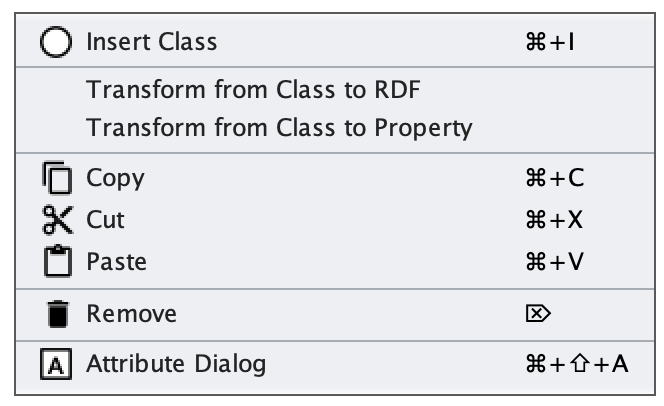 Insert Class ⌘+I
Transform from Class to RDF
Transform from Class to Property
Copy ⌘+C
Cut ⌘+X
Paste ⌘+V
Remove ⌦
A Attribute Dialog ⌘+⇧+A